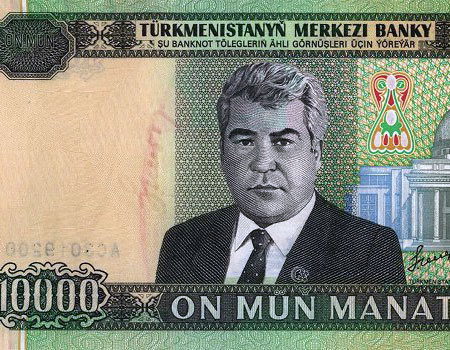 TÜRKMENISTANYŇ MERKEZI BANKY
ŞU BANKNOT TÖLEGLERIŇ ÄHLI GÖRNÜŞLERI ÜÇIN ÝÖREÝÄR
10000
ON MÜŇ MANAT